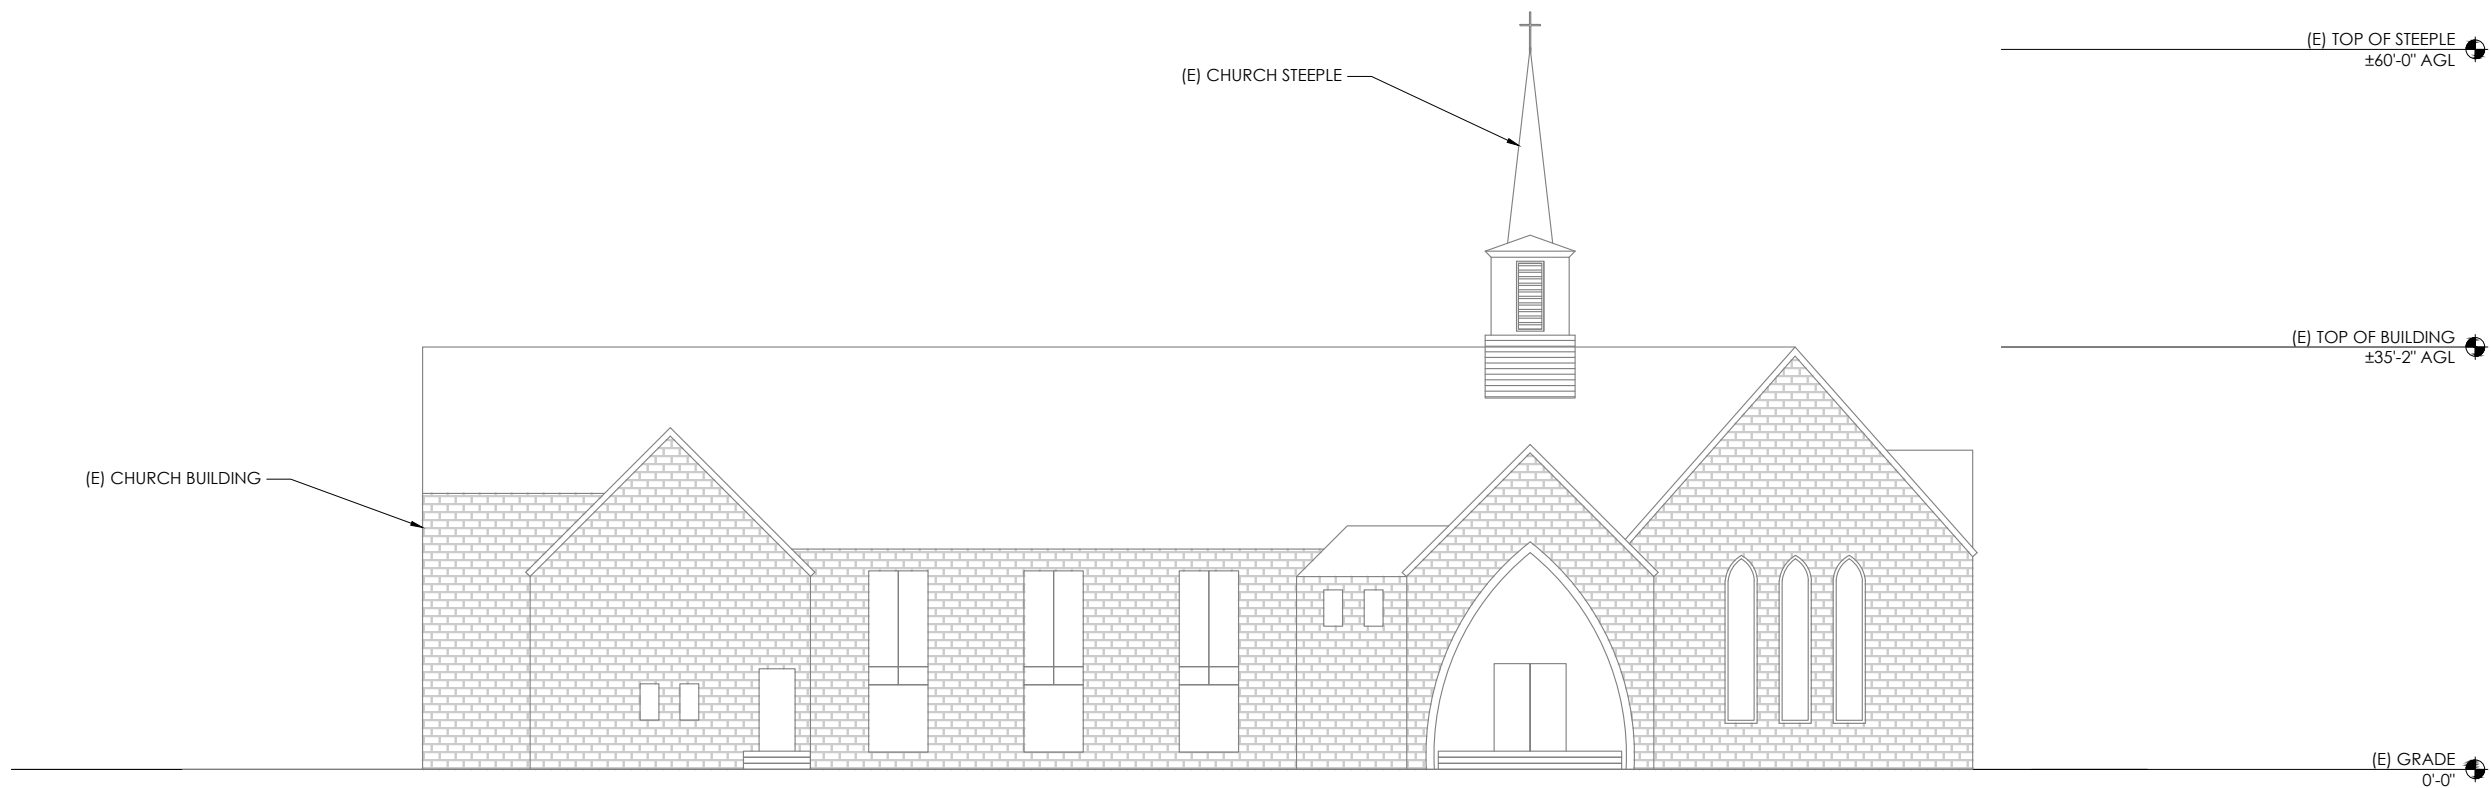 (E) TOP OF STEEPLE
±60'-0" AGL
(E) CHURCH STEEPLE
(E) TOP OF BUILDING
±35'-2" AGL
(E) CHURCH BUILDING
(E) GRADE
0'-0"